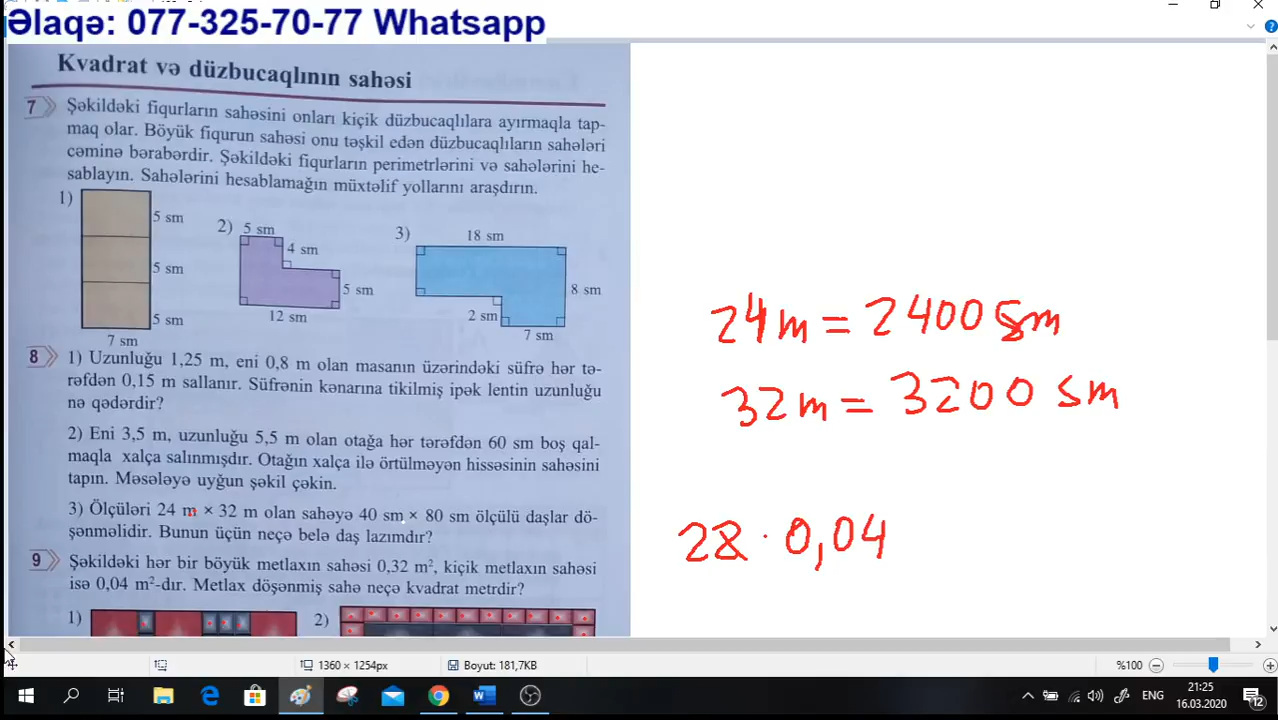 Əlaqə: 077-325-70-77 Whatsapp
Kvadrat və düzbucaqlının sahəsi
7 Şəkildəki fiqurların sahəsini onları kiçik düzbucaqlılara ayırmaqla tap-
maq olar. Böyük fiqurun sahəsi onu təşkil edən düzbucaqlıların sahələri
cəminə bərabərdir. Şəkildəki fiqurların perimetrlərini və sahələrini he-
sablayın. Sahələrini hesablamağın müxtəlif yollarını araşdırın.
1)
5 sm
5 sm
5 sm
7 sm
2) 5 sm
4 sm
5 sm
12 sm
3)
18 sm
8 sm
2 sm
7 sm
8 1) Uzunluğu 1,25 m, eni 0,8 m olan masanın üzərindəki süfrə hər tə-
rəfdən 0,15 m sallanır. Süfrənin kənarına tikilmiş ipək lentin uzunluğu
nə qədərdir?
2) Eni 3,5 m, uzunluğu 5,5 m olan otağa hər tərəfdən 60 sm boş qal-
maqla xalça salınmışdır. Otağın xalça ilə örtülməyən hissəsinin sahəsini
tapın. Məsələyə uyğun şəkil çəkin.
3) Ölçüləri 24 m × 32 m olan sahəyə 40 sm × 80 sm ölçülü daşlar dö-
şənməlidir. Bunun üçün neçə belə daş lazımdır?
9 Şəkildəki hər bir böyük metlaxın sahəsi 0,32 m², kiçik metlaxın sahəsi
isə 0,04 m²-dır. Metlax döşənmiş sahə neçə kvadrat metrdir?
1)
2)
24m = 2400 sm
32m = 3200 sm
28 · 0,04
1360 × 1254px
Boyut: 181,7KB
%100
ENG
21:25
16.03.2020
12